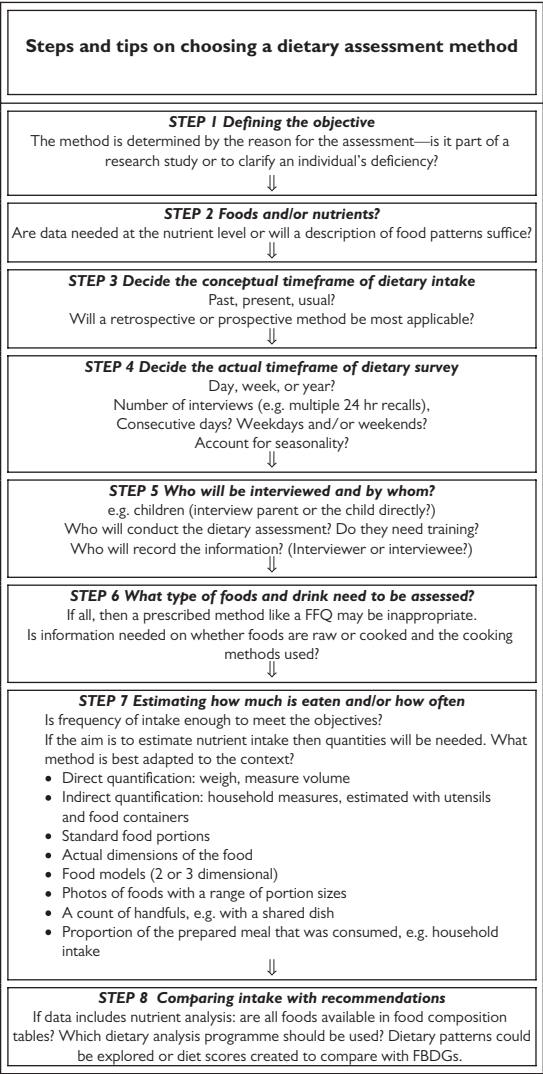 Steps and tips on choosing a dietary assessment method
STEP 1 Defining the objective
The method is determined by the reason for the assessment—is it part of a
research study or to clarify an individual's deficiency?
⇓
STEP 2 Foods and/or nutrients?
Are data needed at the nutrient level or will a description of food patterns suffice?
⇓
STEP 3 Decide the conceptual timeframe of dietary intake
Past, present, usual?
Will a retrospective or prospective method be most applicable?
⇓
STEP 4 Decide the actual timeframe of dietary survey
Day, week, or year?
Number of interviews (e.g. multiple 24 hr recalls),
Consecutive days? Weekdays and/or weekends?
Account for seasonality?
⇓
STEP 5 Who will be interviewed and by whom?
e.g. children (interview parent or the child directly?)
Who will conduct the dietary assessment? Do they need training?
Who will record the information? (Interviewer or interviewee?)
⇓
STEP 6 What type of foods and drink need to be assessed?
If all, then a prescribed method like a FFQ may be inappropriate.
Is information needed on whether foods are raw or cooked and the cooking
methods used?
⇓
STEP 7 Estimating how much is eaten and/or how often
Is frequency of intake enough to meet the objectives?
If the aim is to estimate nutrient intake then quantities will be needed. What
method is best adapted to the context?
• Direct quantification: weigh, measure volume
• Indirect quantification: household measures, estimated with utensils
and food containers
• Standard food portions
• Actual dimensions of the food
• Food models (2 or 3 dimensional)
• Photos of foods with a range of portion sizes
• A count of handfuls, e.g. with a shared dish
• Proportion of the prepared meal that was consumed, e.g. household
intake
⇓
STEP 8 Comparing intake with recommendations
If data includes nutrient analysis: are all foods available in food composition
tables? Which dietary analysis programme should be used? Dietary patterns could
be explored or diet scores created to compare with FBDGs.